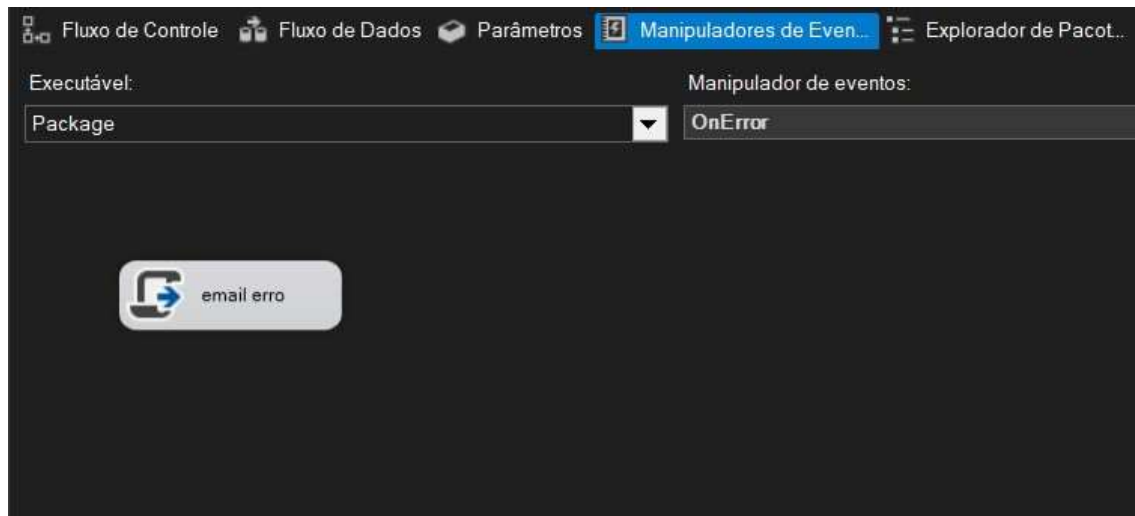 Fluxo de Controle Fluxo de Dados Parâmetros Manipuladores de Even... Explorador de Pacot...
Executável: Manipulador de eventos:
Package OnError
email erro